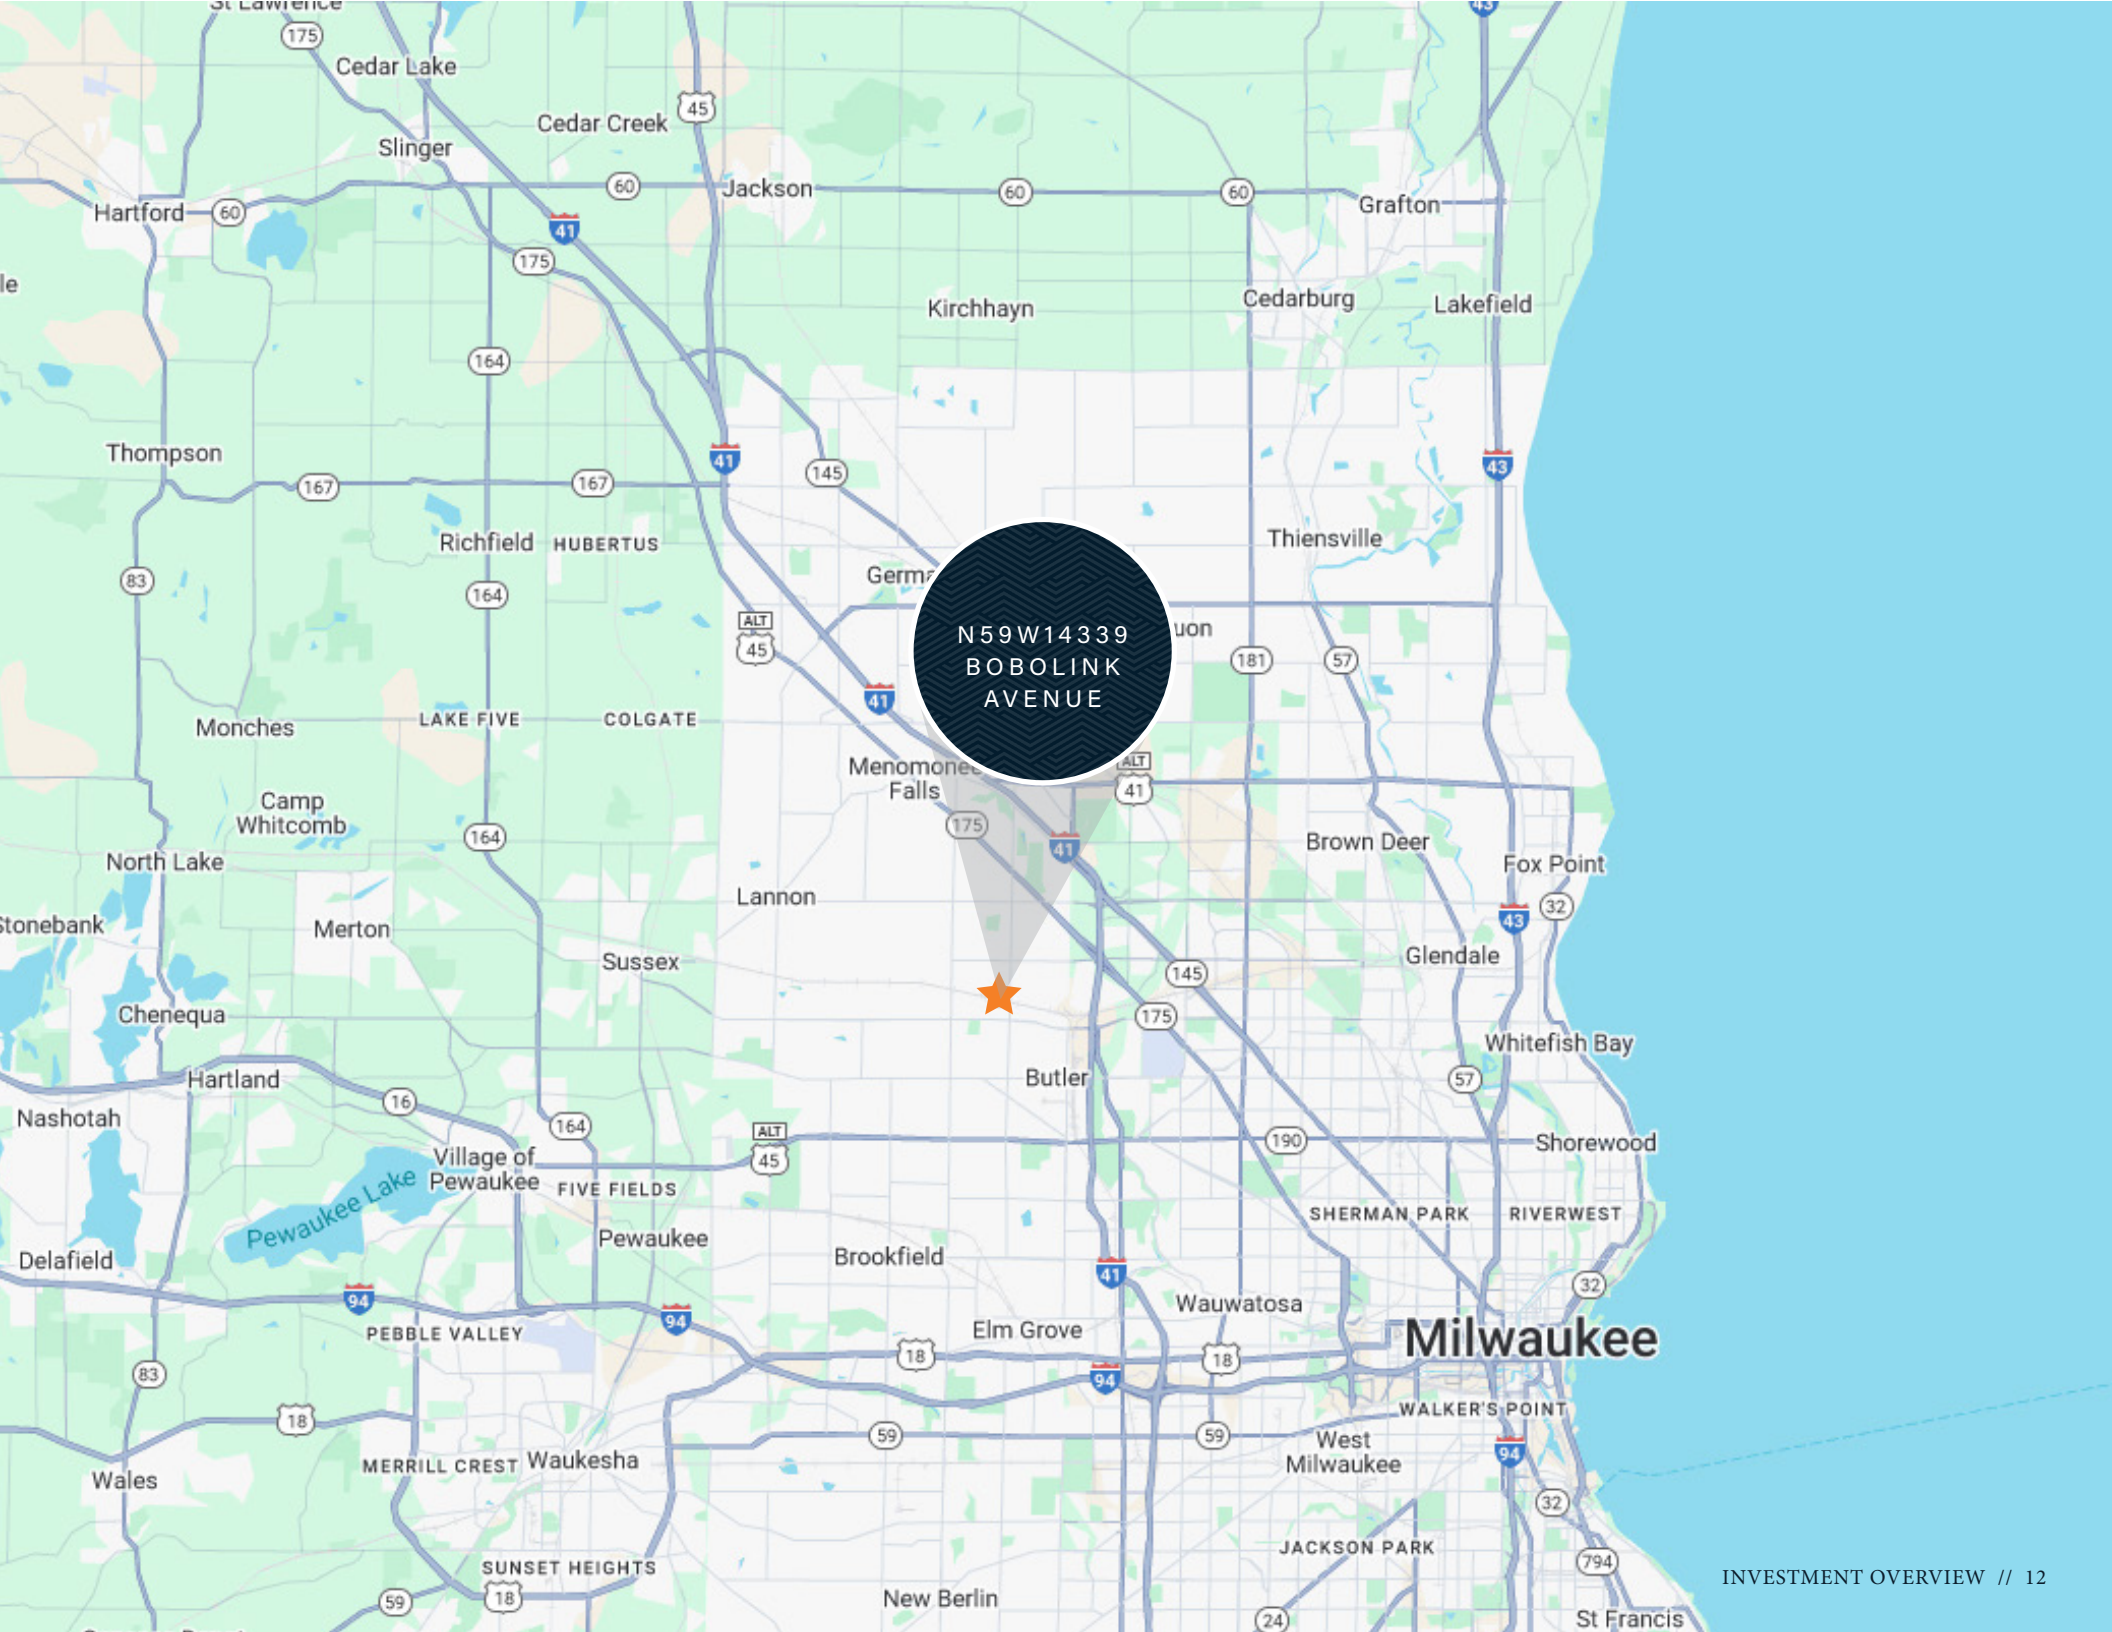 St Lawrence
43
175
Cedar Lake
45
Cedar Creek
Slinger
60
Jackson
60
60
Grafton
Hartford
60
41
175
le
Kirchhayn
Cedarburg
Lakefield
164
Thompson
41
145
43
167
167
Richfield
HUBERTUS
Thiensville
83
Germa
164
ALT
45
N59W14339
BOBOLINK
AVENUE
uon
181
57
41
Monches
LAKE FIVE
COLGATE
Menomonee
Falls
ALT
41
Camp
Whitcomb
164
175
41
Brown Deer
North Lake
Fox Point
Lannon
32
Stonebank
Merton
43
Sussex
Glendale
145
Chenequa
175
Whitefish Bay
Hartland
Butler
57
16
Nashotah
164
ALT
45
190
Shorewood
Village of
Pewaukee
Pewaukee Lake
FIVE FIELDS
SHERMAN PARK
RIVERWEST
Pewaukee
Brookfield
Delafield
41
32
94
94
Wauwatosa
PEBBLE VALLEY
Elm Grove
Milwaukee
18
18
83
94
18
WALKER'S POINT
59
59
West
Milwaukee
94
MERRILL CREST
Waukesha
Wales
32
JACKSON PARK
794
SUNSET HEIGHTS
INVESTMENT OVERVIEW // 12
18
59
New Berlin
24
St Francis